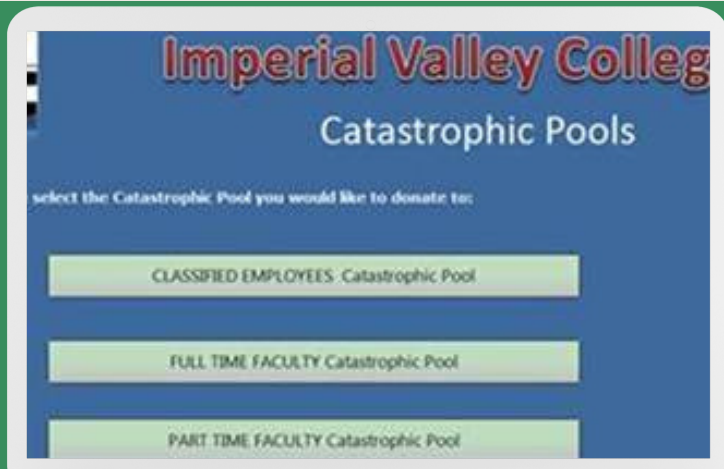 Imperial Valley Colleg
Catastrophic Pools
select the Catastrophic Pool you would like to donate to:
CLASSIFIED EMPLOYEES Catastrophic Pool
FULL TIME FACULTY Catastrophic Pool
PART TIME FACULTY Catastrophic Pool